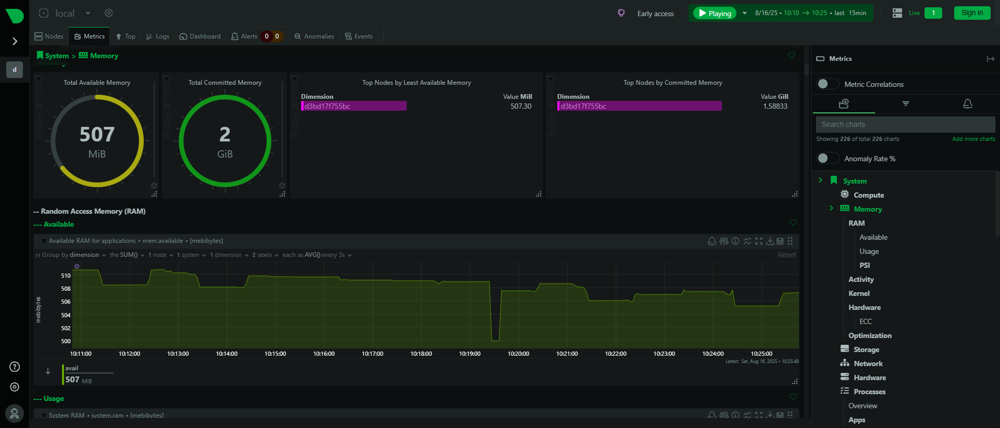 local
Early access
Playing
8/16/25 • 10:10 → 10:25 • last 15min
Live
1
Sign in
Nodes
Metrics
Top
Logs
Dashboard
Alerts
0
0
Anomalies
Events
d
System > Memory
Total Available Memory
507
MiB
Total Committed Memory
2
GiB
Top Nodes by Least Available Memory
Dimension
Value MiB
d3bd17f755bc
507.30
Top Nodes by Committed Memory
Dimension
Value GiB
d3bd17f755bc
1.58833
-- Random Access Memory (RAM)
--- Available
Available RAM for applications • mem.available • [mebibytes]
Group by dimension the SUM() 1 node 1 system 1 dimension 2 labels each as AVG() every 3s
Reset
mebibytes
510
508
506
504
502
500
10:11:00
10:12:00
10:13:00
10:14:00
10:15:00
10:16:00
10:17:00
10:18:00
10:19:00
10:20:00
10:21:00
10:22:00
10:23:00
10:24:00
10:25:00
Latest: Sat, Aug 16, 2025 • 10:25:48
avail
507 MiB
--- Usage
System RAM • system.ram • [mebibytes]
Metrics
Metric Correlations
Search charts
Showing 226 of total 226 charts
Add more charts
Anomaly Rate %
System
Compute
Memory
RAM
Available
Usage
PSI
Activity
Kernel
Hardware
ECC
Optimization
Storage
Network
Hardware
Processes
Overview
Apps